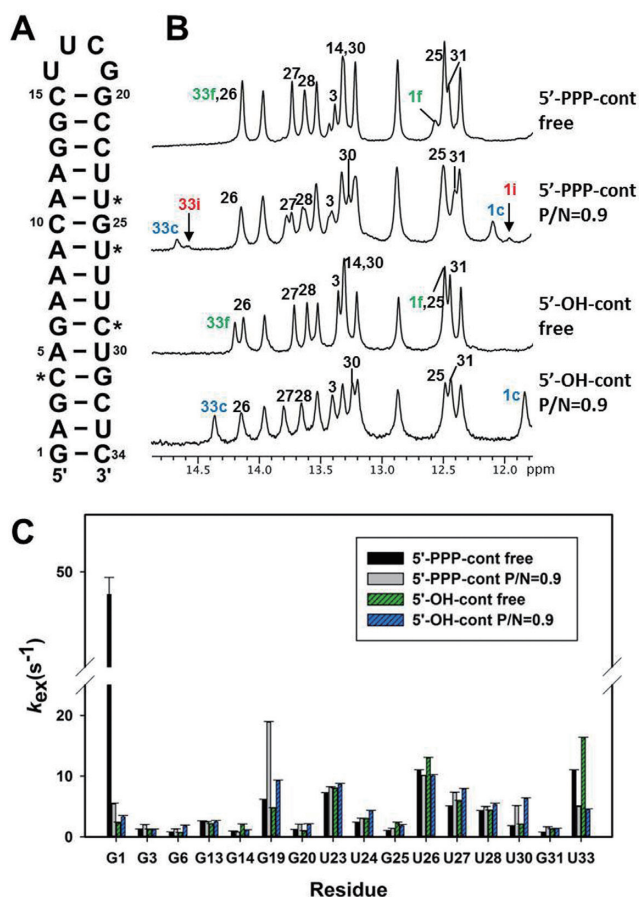 A
U C
U G
15 C – G 20
G – C
G – C
A – U
A – U*
10 C – G 25
A – U*
A – U
A – U
G – C*
5 A – U 30
*C – G
G – C
A – U
1 G – C 34
5' 3'
B
33f,26 27 28 3 14,30 1f 25 31 5'-PPP-cont free
33c 33i 26 27 28 3 30 25 31 1c 1i 5'-PPP-cont P/N=0.9
33f 26 27 28 3 14,30 1f,25 31 5'-OH-cont free
33c 26 27 28 3 30 25 31 1c 5'-OH-cont P/N=0.9
14.5 14.0 13.5 13.0 12.5 12.0 ppm
C
5'-PPP-cont free
5'-PPP-cont P/N=0.9
5'-OH-cont free
5'-OH-cont P/N=0.9
kex(s-1)
50
20
10
0
G1 G3 G6 G13 G14 G19 G20 U23 U24 G25 U26 U27 U28 U30 G31 U33
Residue